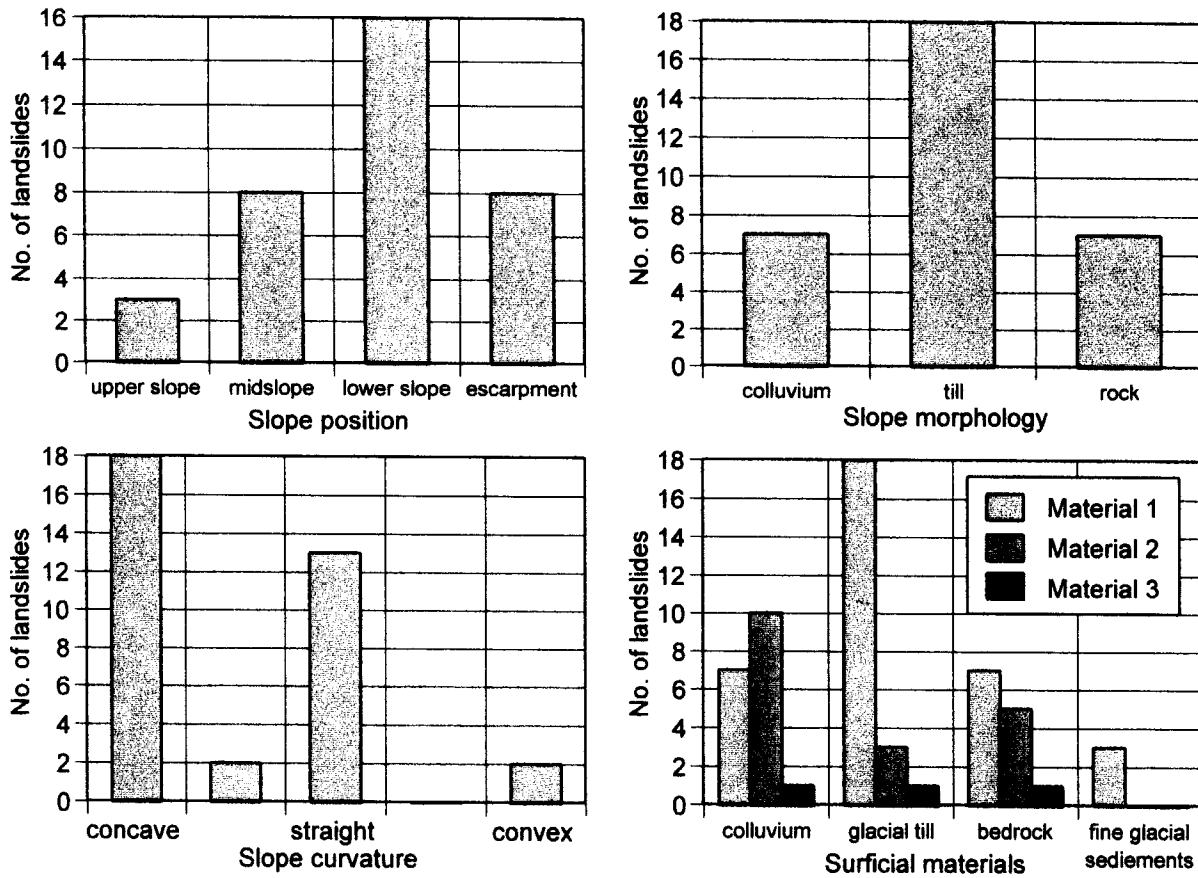 16
14
12
10
8
6
4
2
0
No. of landslides
upper slope midslope lower slope escarpment
Slope position
18
16
14
12
10
8
6
4
2
0
No. of landslides
colluvium till rock
Slope morphology
18
16
14
12
10
8
6
4
2
0
No. of landslides
concave straight convex
Slope curvature
18
16
14
12
10
8
6
4
2
0
No. of landslides
Material 1
Material 2
Material 3
colluvium glacial till bedrock fine glacial
sediements
Surficial materials